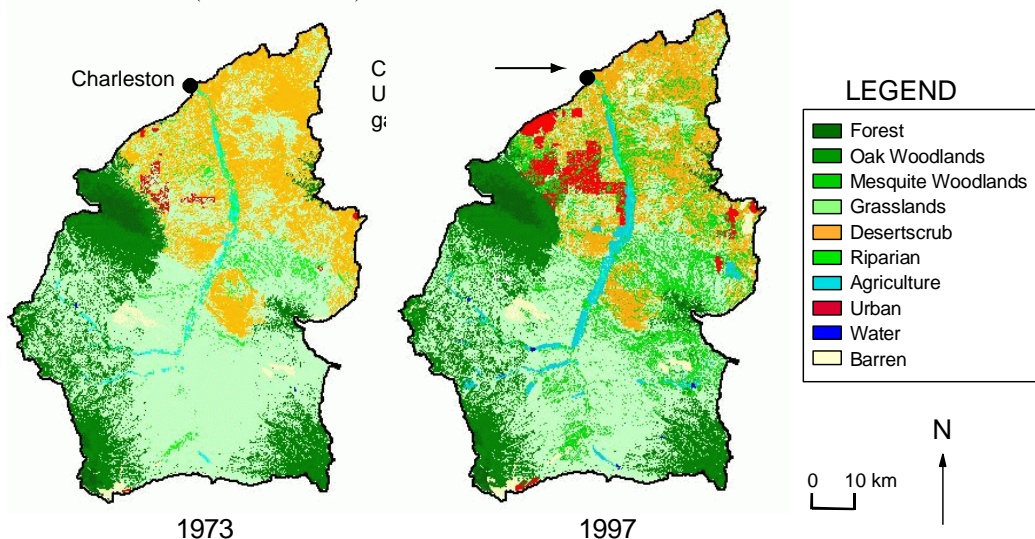 Charleston
C
U
ga
LEGEND
Forest
Oak Woodlands
Mesquite Woodlands
Grasslands
Desertscrub
Riparian
Agriculture
Urban
Water
Barren
N
0 10 km
1973
1997